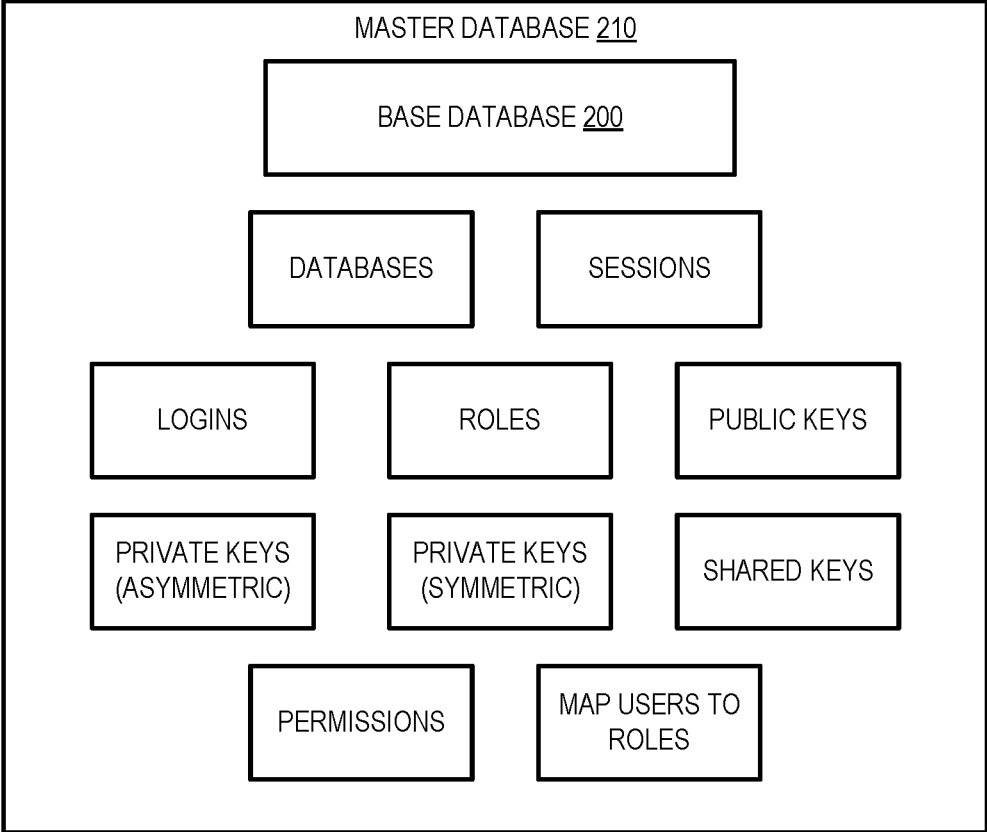 MASTER DATABASE 210
BASE DATABASE 200
DATABASES
SESSIONS
LOGINS
ROLES
PUBLIC KEYS
PRIVATE KEYS
(ASYMMETRIC)
PRIVATE KEYS
(SYMMETRIC)
SHARED KEYS
PERMISSIONS
MAP USERS TO
ROLES